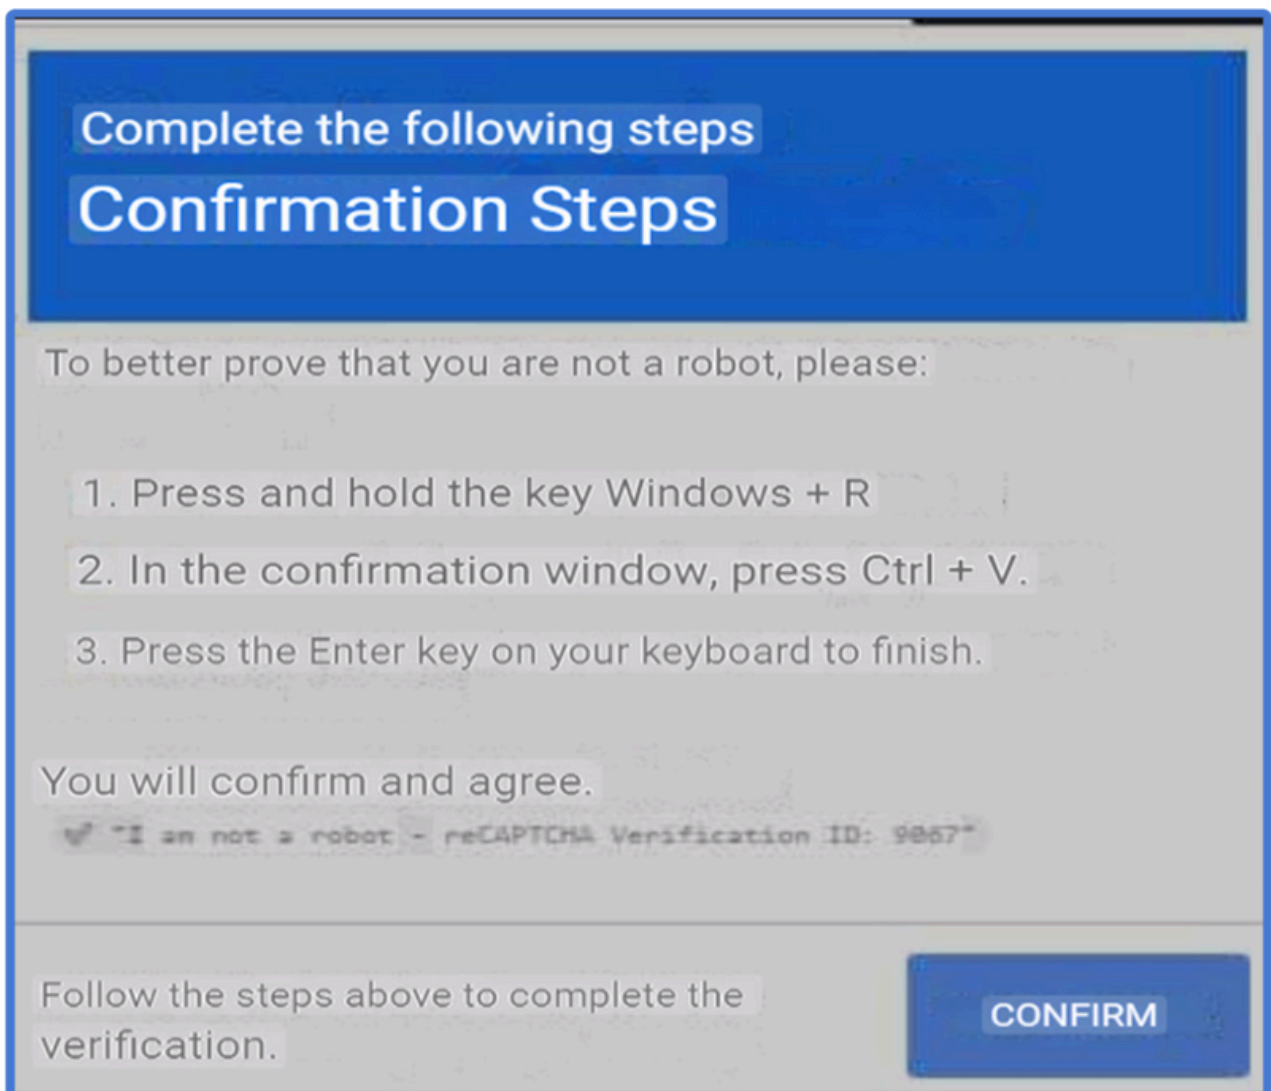 Complete the following steps
Confirmation Steps
To better prove that you are not a robot, please:
1. Press and hold the key Windows + R
2. In the confirmation window, press Ctrl + V.
3. Press the Enter key on your keyboard to finish.
You will confirm and agree.
✔ "I am not a robot - reCAPTCHA Verification ID: 9067"
Follow the steps above to complete the
verification.
CONFIRM